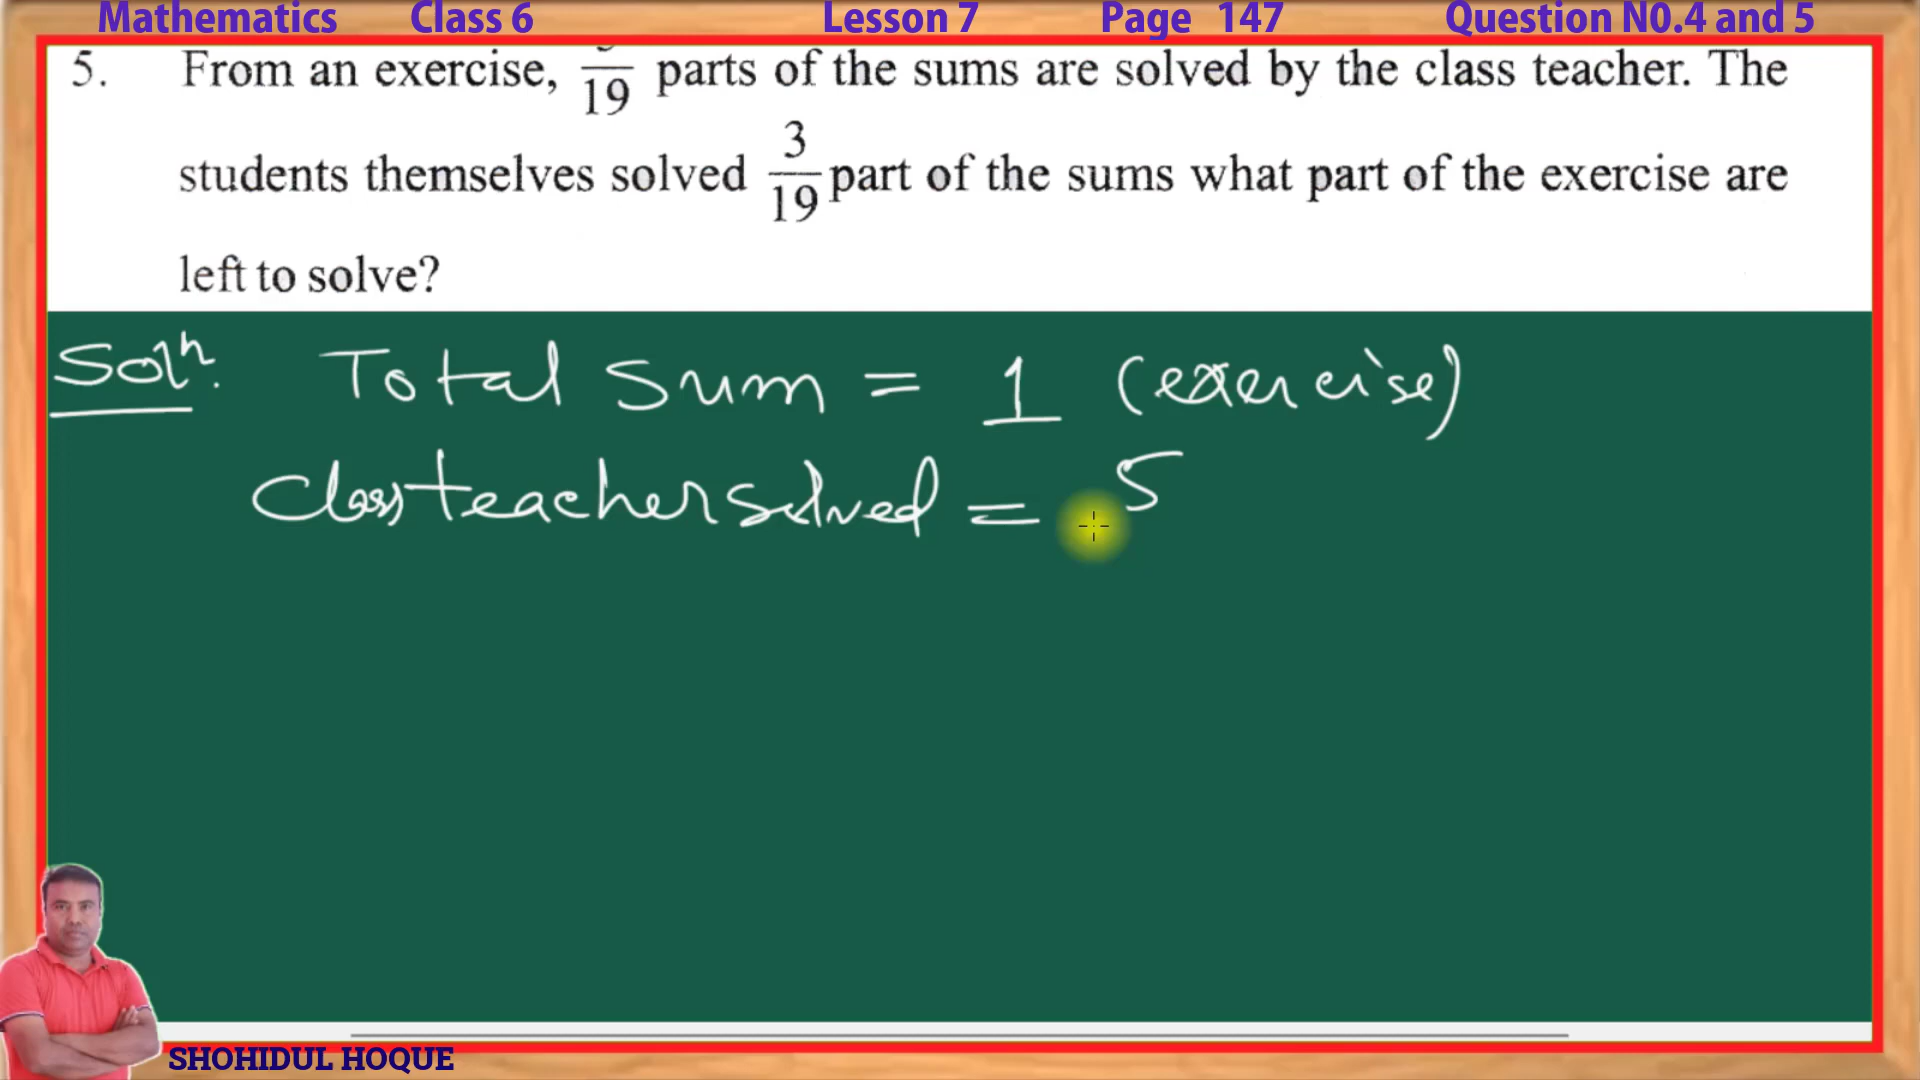 Mathematics Class 6 Lesson 7 Page 147 Question N0.4 and 5
5. From an exercise, /19 parts of the sums are solved by the class teacher. The
students themselves solved 3/19 part of the sums what part of the exercise are
left to solve?
Solⁿ. Total Sum = 1 (exercise)
Class teacher solved = 5
SHOHIDUL HOQUE